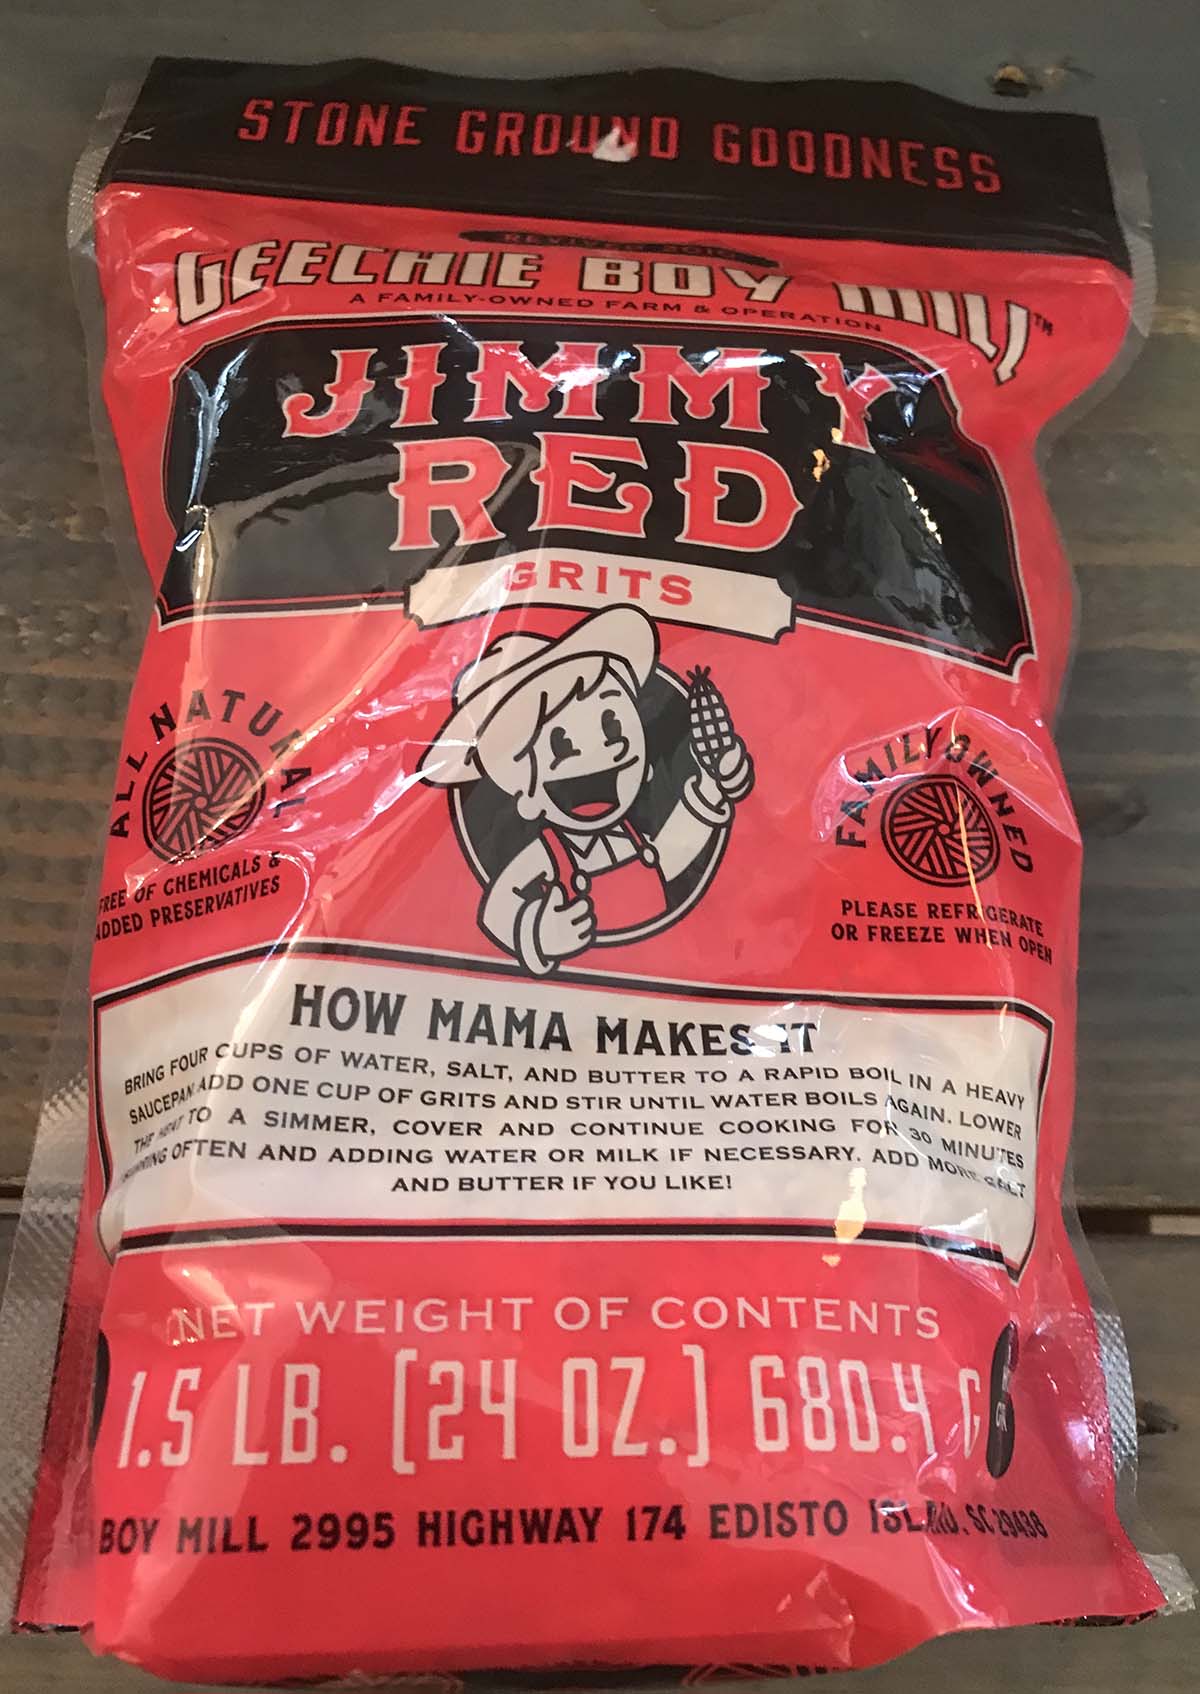 STONE GROUND GOODNESS
GEECHIE BOY MILL™
A FAMILY-OWNED FARM & OPERATION
JIMMY
RED
GRITS
ALL NATURAL
FREE OF CHEMICALS &
ADDED PRESERVATIVES
FAMILY OWNED
PLEASE REFRIGERATE
OR FREEZE WHEN OPEN
HOW MAMA MAKES IT
BRING FOUR CUPS OF WATER, SALT, AND BUTTER TO A RAPID BOIL IN A HEAVY
SAUCEPAN ADD ONE CUP OF GRITS AND STIR UNTIL WATER BOILS AGAIN. LOWER
THE HEAT TO A SIMMER, COVER AND CONTINUE COOKING FOR 30 MINUTES
STIRRING OFTEN AND ADDING WATER OR MILK IF NECESSARY. ADD MORE SALT
AND BUTTER IF YOU LIKE!
NET WEIGHT OF CONTENTS
1.5 LB. [24 OZ.] 680.4 G
BOY MILL 2995 HIGHWAY 174 EDISTO ISLAND, SC 29438